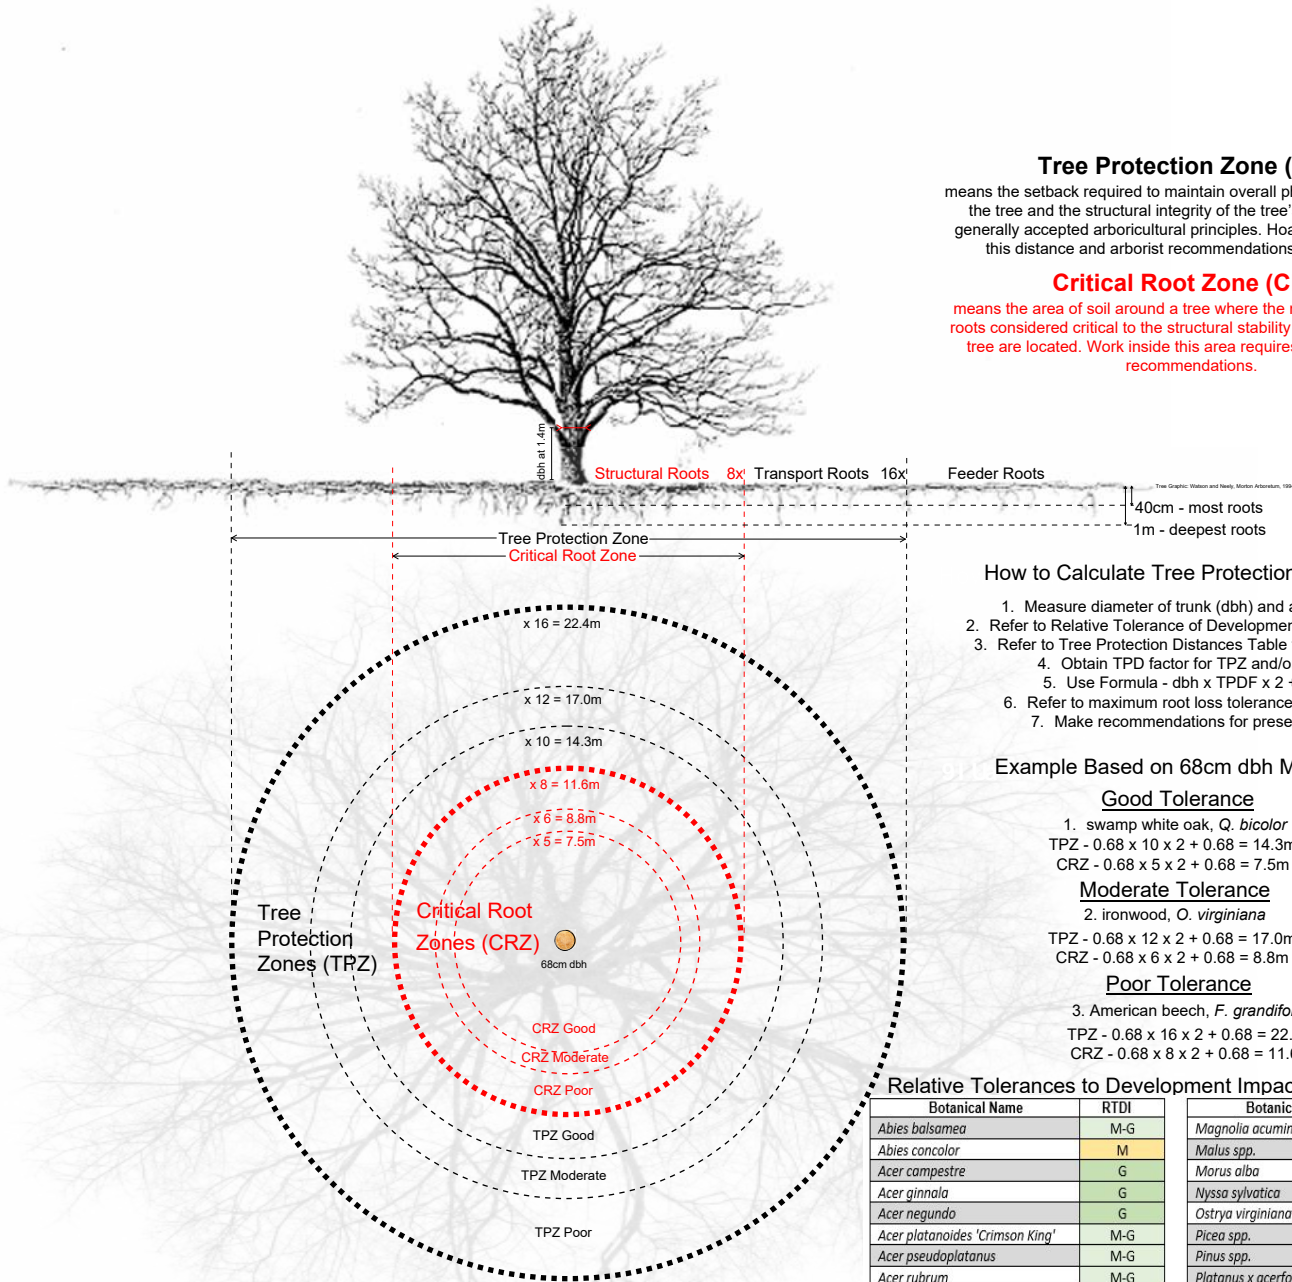 Tree Protection Zone (
means the setback required to maintain overall
the tree and the structural integrity of the tree'
generally accepted arboricultural principles.
this distance and arborist recommendations
Critical Root Zone (C
means the area of soil around a tree where the
roots considered critical to the structural stability
tree are located. Work inside this area requires
recommendations.
dbh at 1.4m
Structural Roots 8x Transport Roots 16x Feeder Roots
Tree Graphic: Watson and Neely, Morton Arboretum, 199
40cm - most roots
1m - deepest roots
Tree Protection Zone
Critical Root Zone
How to Calculate Tree Protection
1. Measure diameter of trunk (dbh) and
2. Refer to Relative Tolerance of
3. Refer to Tree Protection Distances Table
4. Obtain TPD factor for TPZ and/o
5. Use Formula - dbh x TPDF x 2 +
6. Refer to maximum root loss tolerance
7. Make recommendations for
x 16 = 22.4m
x 12 = 17.0m
x 10 = 14.3m
x 8 = 11.6m
x 6 = 8.8m
x 5 = 7.5m
Tree
Protection
Zones (TPZ)
Critical Root
Zones (CRZ)
68cm dbh
CRZ Good
CRZ Moderate
CRZ Poor
TPZ Good
TPZ Moderate
TPZ Poor
Example Based on 68cm dbh M
Good Tolerance
1. swamp white oak, Q. bicolor
TPZ - 0.68 x 10 x 2 + 0.68 = 14.3m
CRZ - 0.68 x 5 x 2 + 0.68 = 7.5m
Moderate Tolerance
2. ironwood, O. virginiana
TPZ - 0.68 x 12 x 2 + 0.68 = 17.0m
CRZ - 0.68 x 6 x 2 + 0.68 = 8.8m
Poor Tolerance
3. American beech, F. grandifo
TPZ - 0.68 x 16 x 2 + 0.68 = 22.
CRZ - 0.68 x 8 x 2 + 0.68 = 11.
Relative Tolerances to Development Impac
Botanical Name RTDI Botanic
Abies balsamea M-G Magnolia acumin
Abies concolor M Malus spp.
Acer campestre G Morus alba
Acer ginnala G Nyssa sylvatica
Acer negundo G Ostrya virginiana
Acer platanoides 'Crimson King' M-G Picea spp.
Acer pseudoplatanus M-G Pinus spp.
Acer rubrum M-G Platanus x acerfo